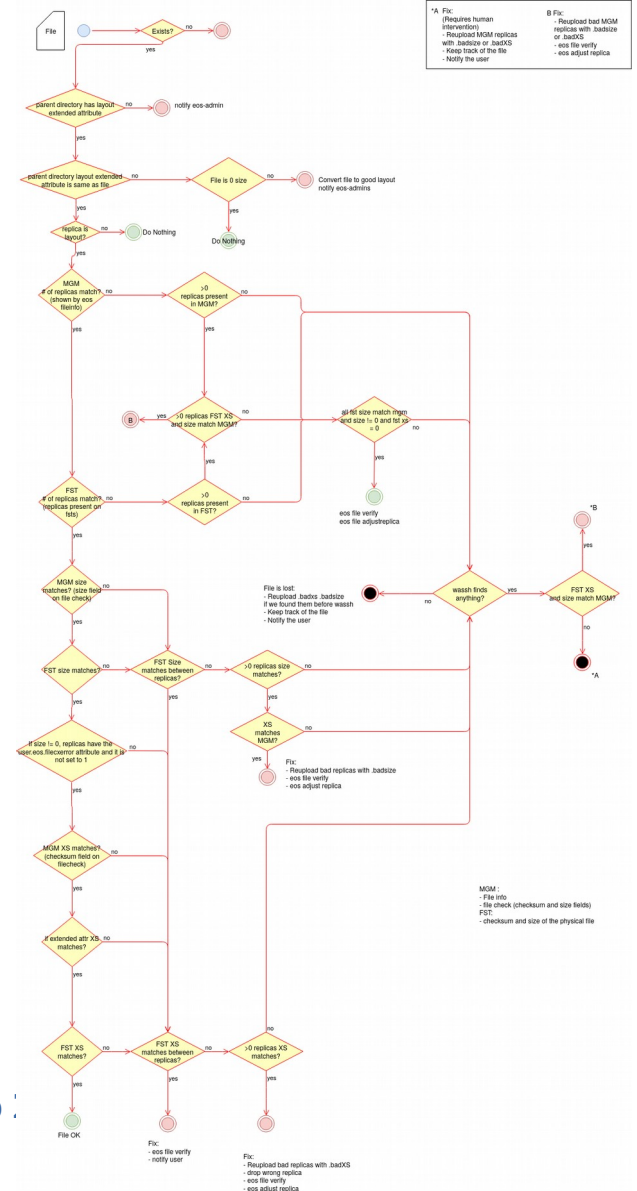 *A Fix:
(Requires human
intervention)
- Reupload MGM replicas
with .badsize or .badXS
- Keep track of the file
- Notify the user
B Fix:
- Reupload bad MGM
replicas with .badsize
or .badXS
- eos file verify
- eos adjust replica
File
Exists?
no
yes
parent directory has layout
extended attribute
no
notify eos-admin
yes
parent directory layout extended
attribute is same as file
no
File is 0 size
no
Convert file to good layout
notify eos-admins
yes
yes
replica is
layout?
no
Do Nothing
Do Nothing
yes
MGM
# of replicas match?
(shown by eos
fileinfo)
no
>0
replicas present
in MGM?
no
yes
yes
B
yes
>0 replicas FST XS
and size match MGM?
no
all fst size match mgm
and size != 0 and fst xs
= 0
no
yes
yes
FST
# of replicas match?
(replicas present on
fsts)
no
>0
replicas present
in FST?
no
eos file verify
eos file adjustreplica
*B
yes
yes
MGM size
matches? (size field
on file check)
no
File is lost:
- Reupload .badxs .badsize
if we found them before wassh
- Keep track of the file
- Notify the user
no
wassh finds
anything?
yes
FST XS
and size match MGM?
no
*A
yes
FST size matches?
no
FST Size
matches between
replicas?
no
>0 replicas size
matches?
no
yes
yes
yes
XS
matches
MGM?
no
if size != 0, replicas have the
user.eos.filecxerror attribute and it is
not set to 1
no
yes
Fix:
- Reupload bad replicas with .badsize
- eos file verify
- eos adjust replica
yes
MGM XS matches?
(checksum field on
filecheck)
no
yes
MGM :
- File info
- file check (checksum and size fields)
FST:
- checksum and size of the physical file
if extended attr XS
matches?
no
yes
no
FST XS
matches?
no
FST XS
matches between
replicas?
no
>0 replicas XS
matches?
yes
yes
yes
File OK
Fix:
- eos file verify
- notify user
Fix:
- Reupload bad replicas with .badXS
- drop wrong replica
- eos file verify
- eos adjust replica